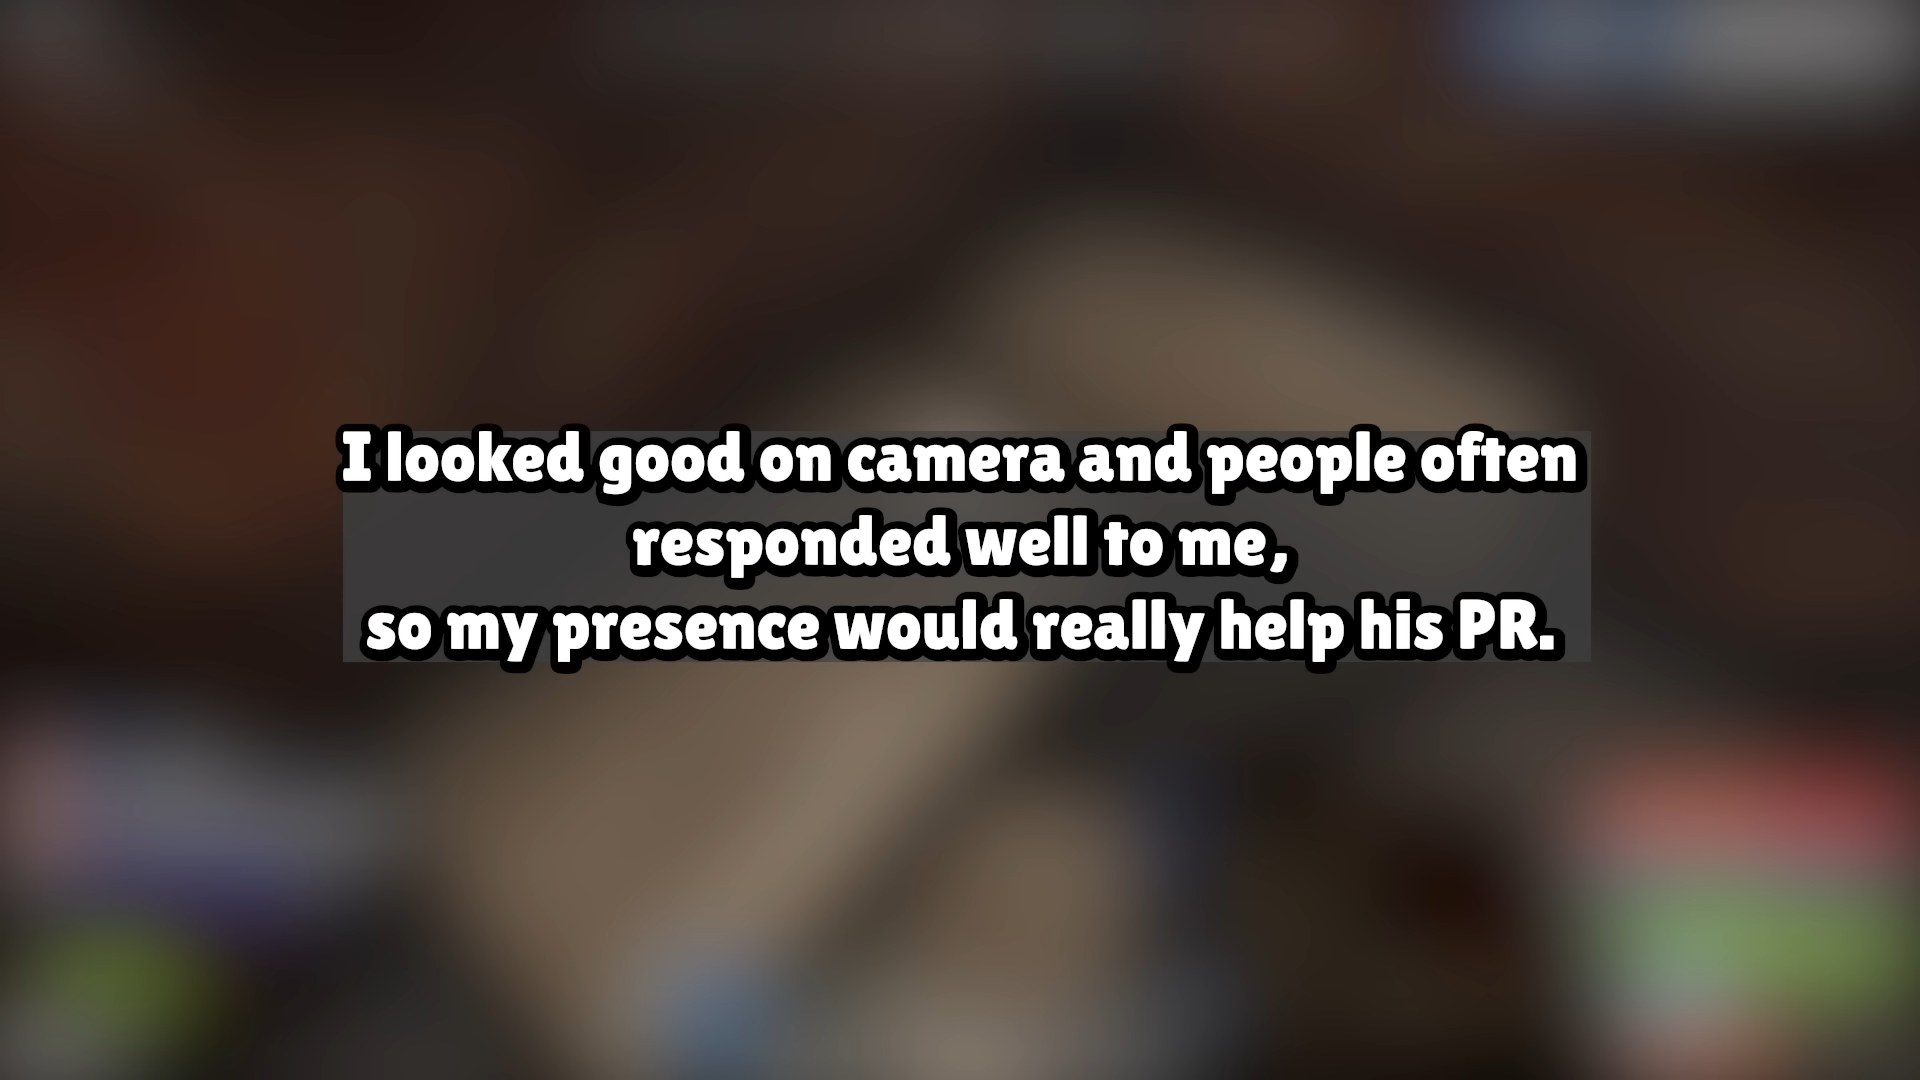 I looked good on camera and people often
responded well to me,
so my presence would really help his PR.